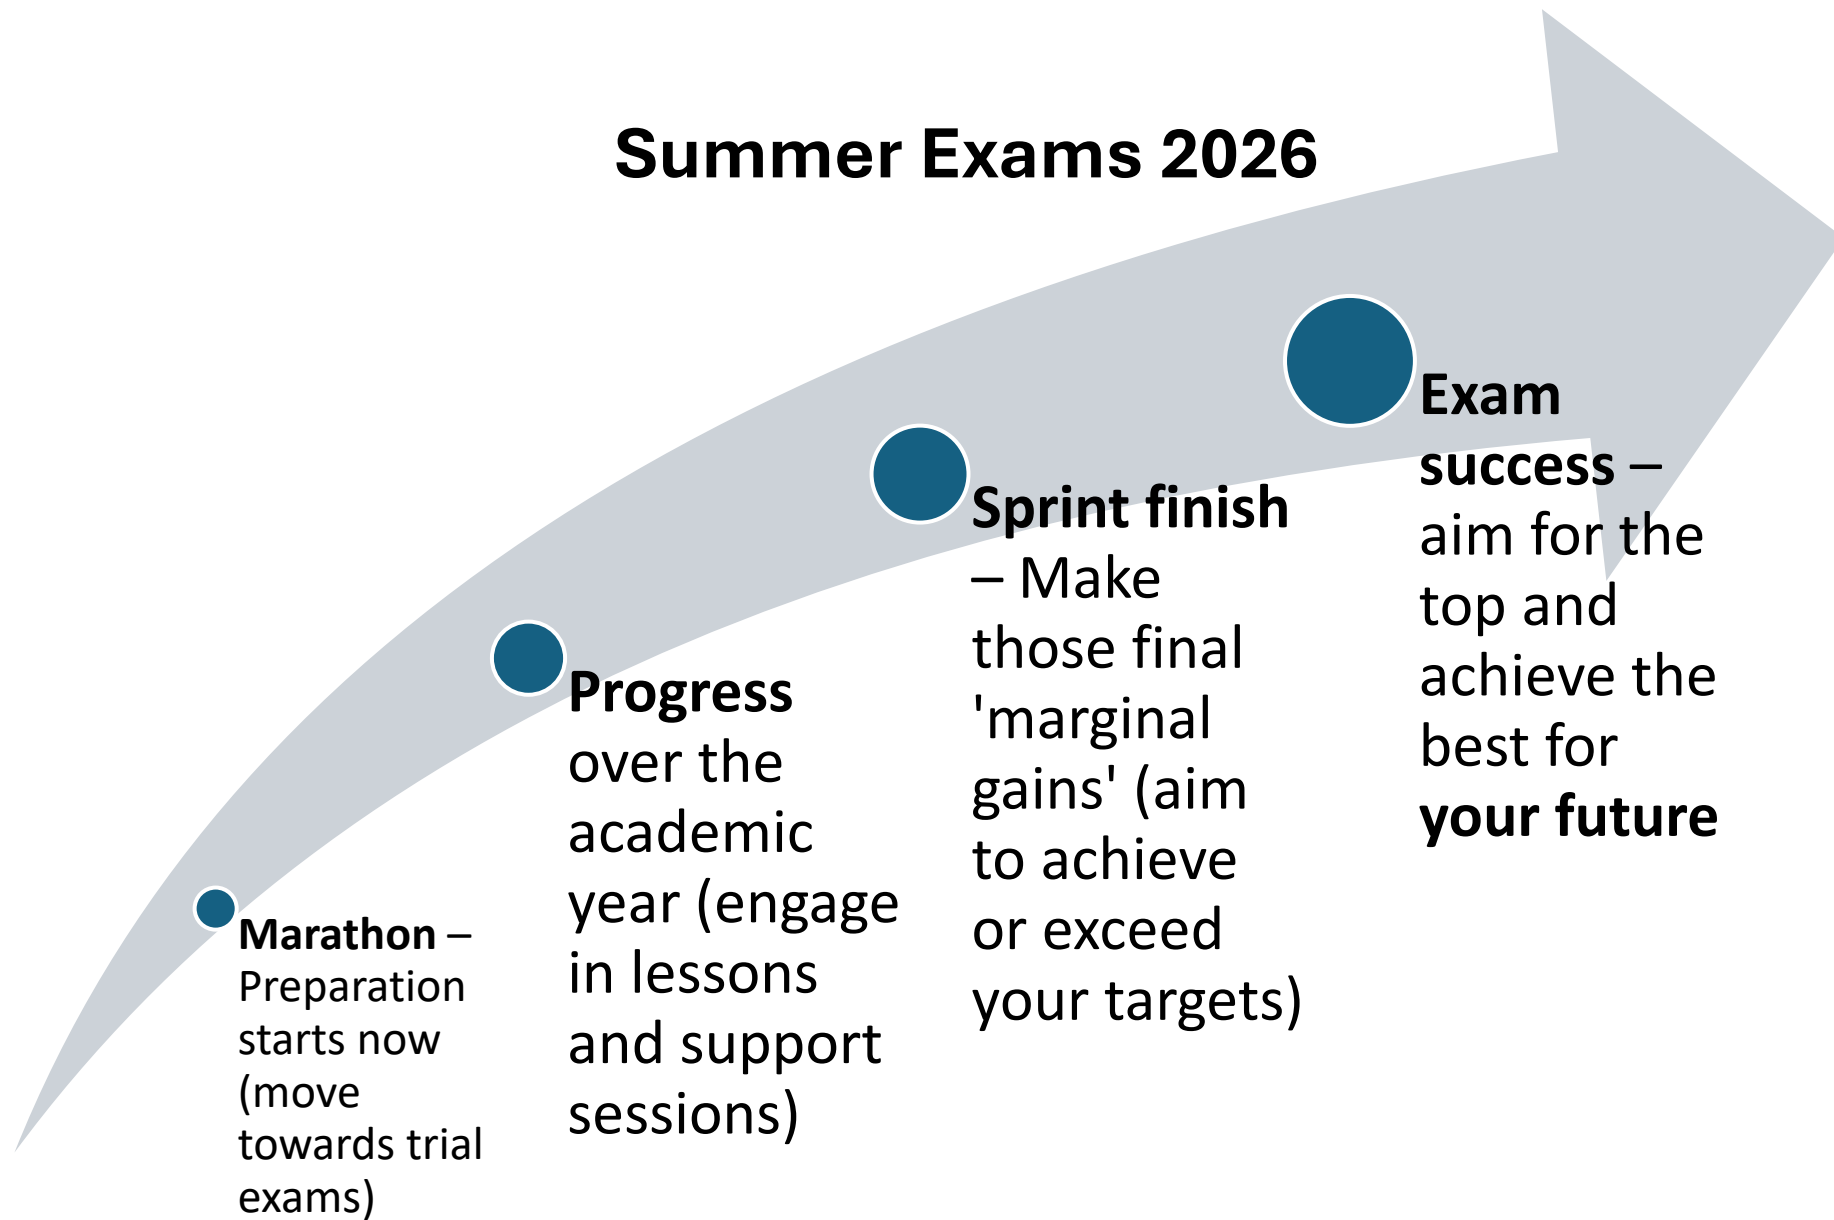 Summer Exams 2026
Marathon –
Preparation
starts now
(move
towards trial
exams)
Progress
over the
academic
year (engage
in lessons
and support
sessions)
Sprint finish
– Make
those final
'marginal
gains' (aim
to achieve
or exceed
your targets)
Exam
success –
aim for the
top and
achieve the
best for
your future